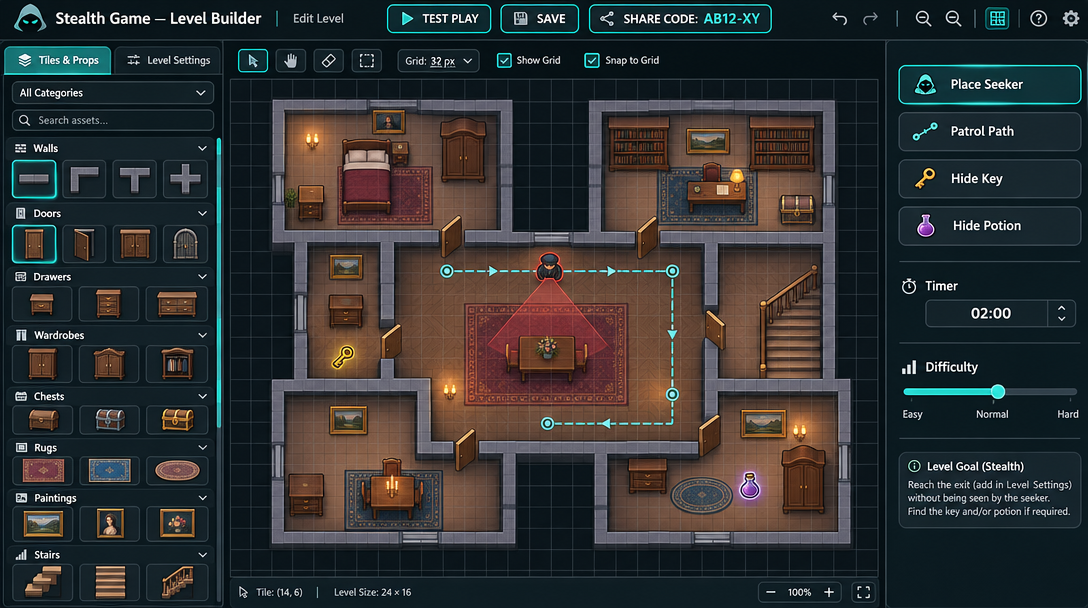 Stealth Game — Level Builder
Edit Level
TEST PLAY
SAVE
SHARE CODE: AB12-XY
Tiles & Props
Level Settings
All Categories
Search assets...
Walls
Doors
Drawers
Wardrobes
Chests
Rugs
Paintings
Stairs
Grid: 32 px
Show Grid
Snap to Grid
Tile: (14, 6)
Level Size: 24 × 16
100%
Place Seeker
Patrol Path
Hide Key
Hide Potion
Timer
02:00
Difficulty
Easy
Normal
Hard
Level Goal (Stealth)
Reach the exit (add in Level Settings)
without being seen by the seeker.
Find the key and/or potion if required.